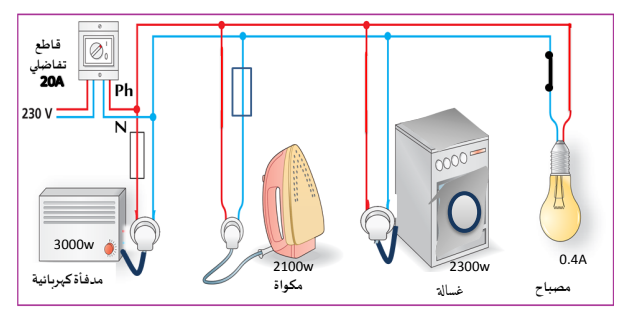 قاطع
تفاضلي
20A
Ph
230 V
N
3000w
مدفأة كهربائية
2100w
مكواة
2300w
غسالة
0.4A
مصباح